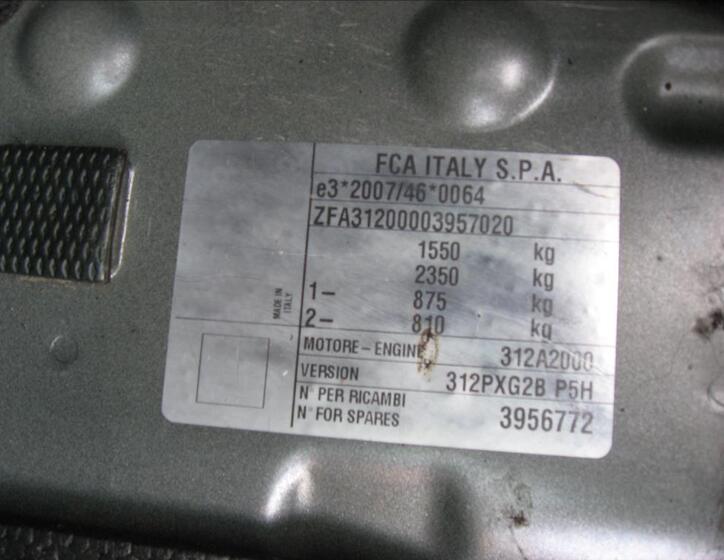 FCA ITALY S.P.A.
e3*2007/46*0064
ZFA31200003957020
1550 kg
2350 kg
1- 875 kg
2- 810 kg
MADE IN
ITALY
MOTORE - ENGINE 312A2000
VERSION 312PXG2B P5H
N° PER RICAMBI
N° FOR SPARES 3956772